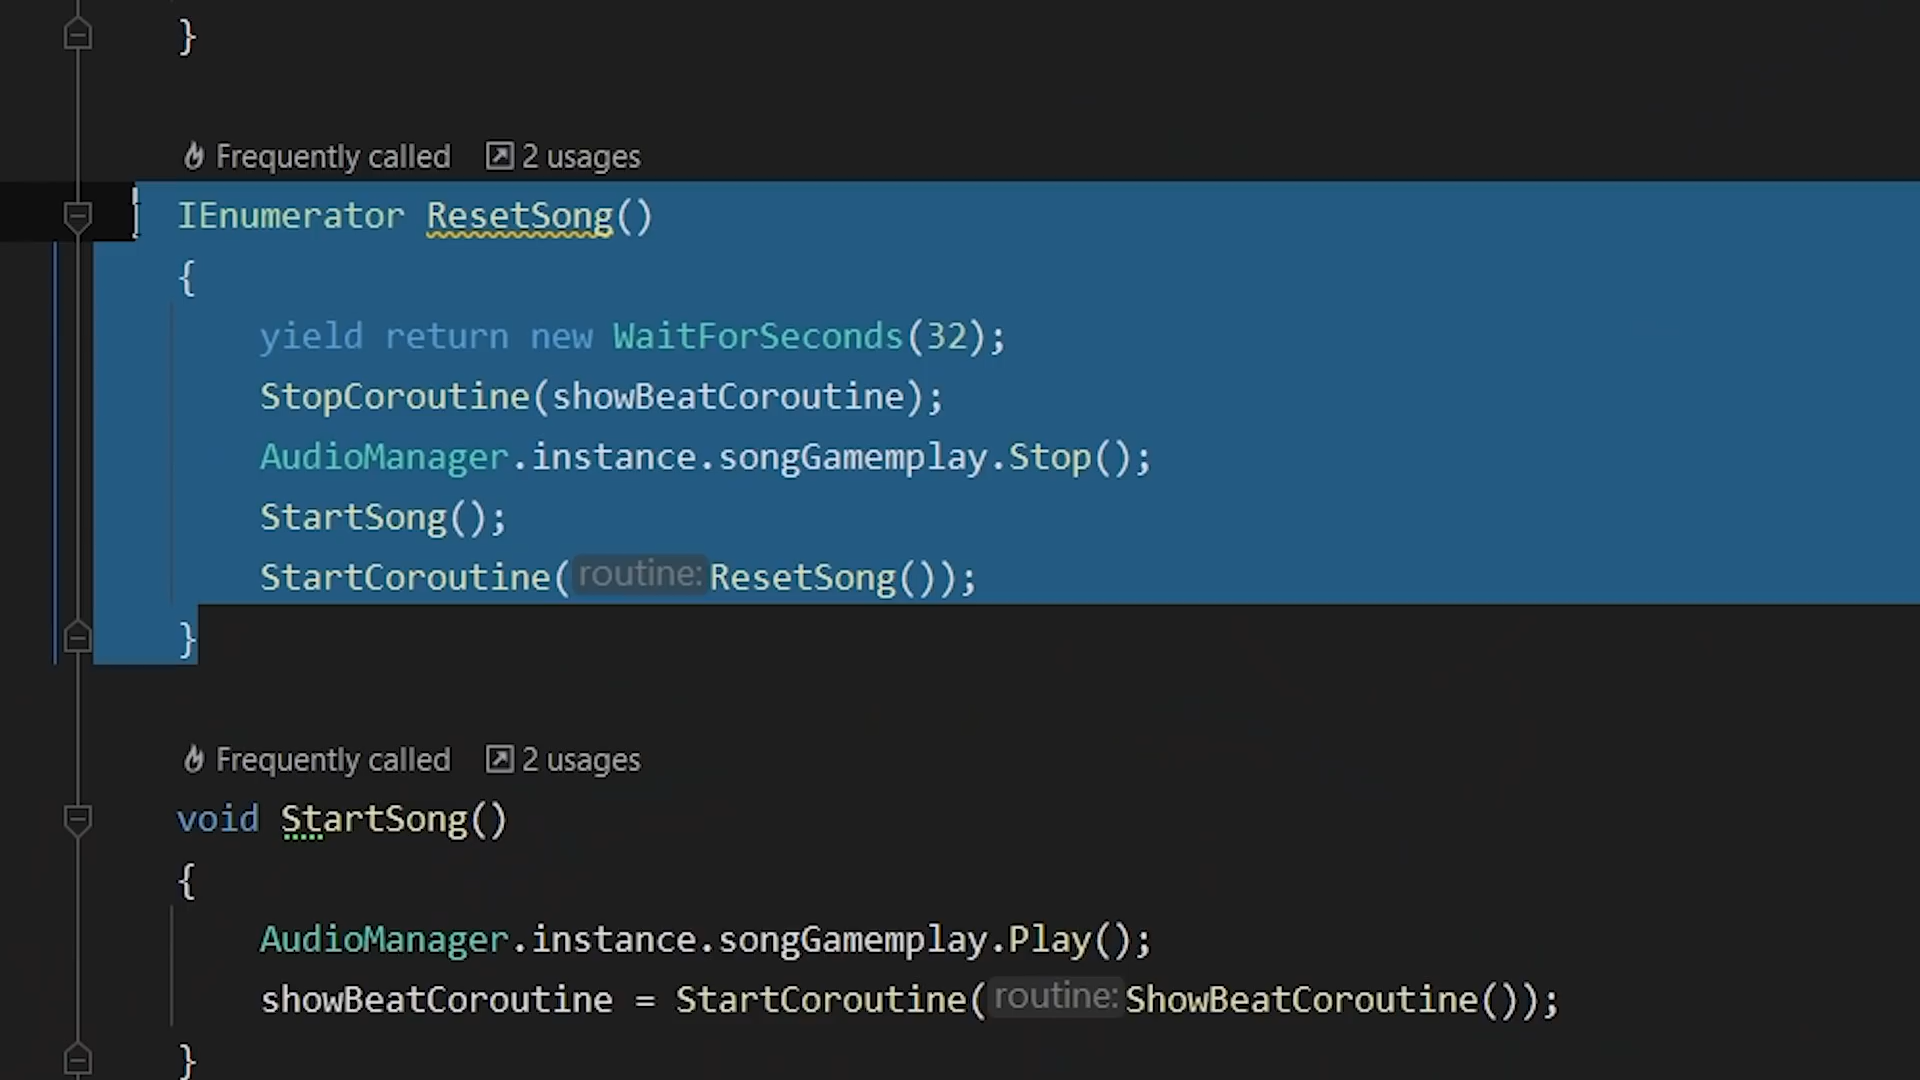 }
Frequently called 2 usages
IEnumerator ResetSong()
{
yield return new WaitForSeconds(32);
StopCoroutine(showBeatCoroutine);
AudioManager.instance.songGamemplay.Stop();
StartSong();
StartCoroutine(routine:ResetSong());
}
Frequently called 2 usages
void StartSong()
{
AudioManager.instance.songGamemplay.Play();
showBeatCoroutine = StartCoroutine(routine:ShowBeatCoroutine());
}